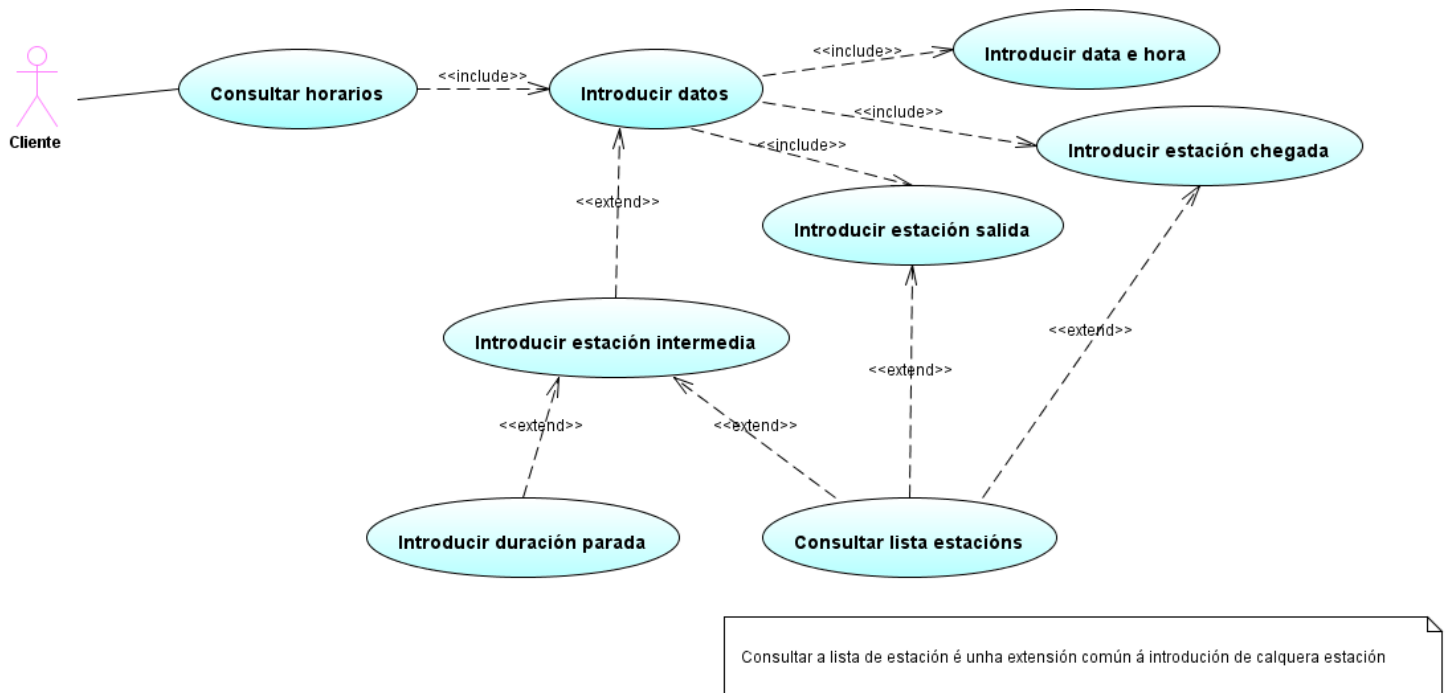 Cliente
Consultar horarios
<<include>>
Introducir datos
<<include>>
Introducir data e hora
<<include>>
Introducir estación chegada
<<include>>
Introducir estación salida
<<extend>>
Introducir estación intermedia
<<extend>>
<<extend>>
<<extend>>
<<extend>>
Introducir duración parada
Consultar lista estacións
Consultar a lista de estación é unha extensión común á introdución de calquera estación